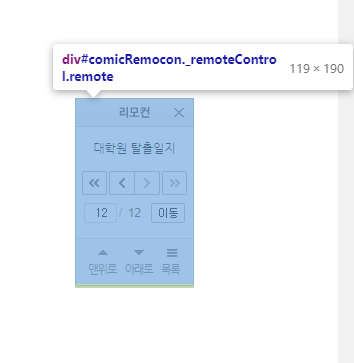 div#comicRemocon._remoteContro
l.remote
119 × 190
리모컨
대학원 탈출일지
12 / 12 이동
맨위로 아래로 목록